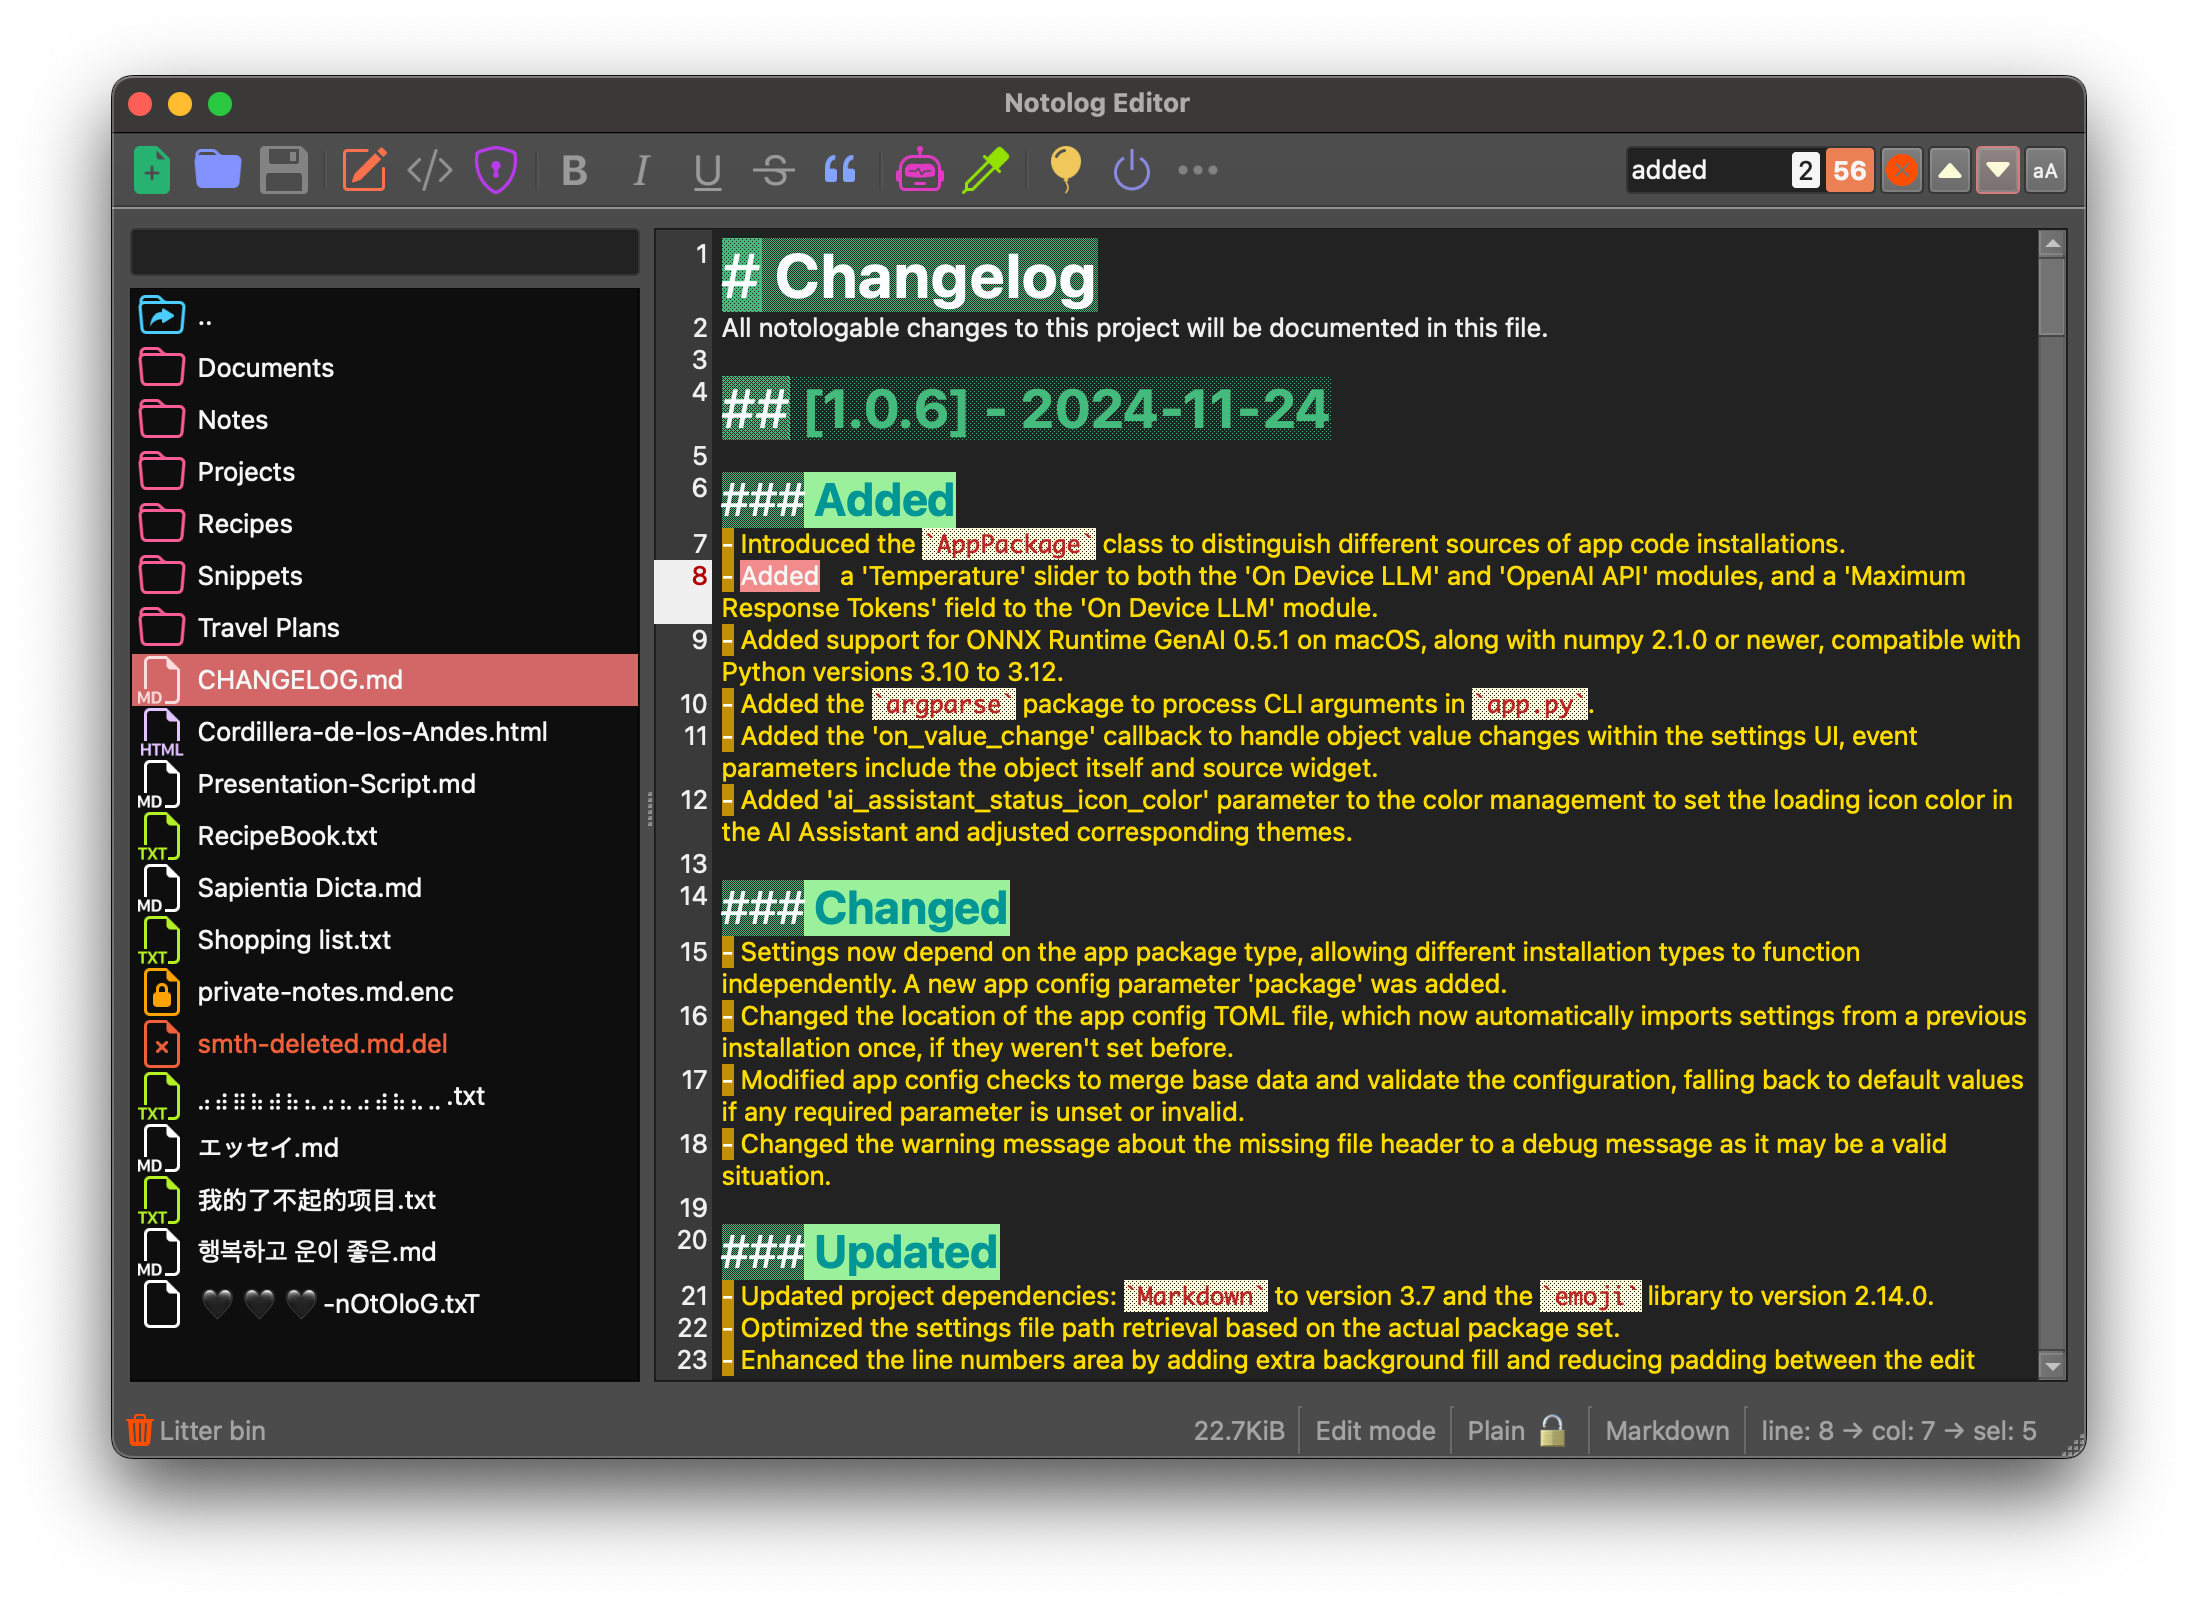 Notolog Editor
added 2 56 aA
..
Documents
Notes
Projects
Recipes
Snippets
Travel Plans
MD CHANGELOG.md
HTML Cordillera-de-los-Andes.html
MD Presentation-Script.md
TXT RecipeBook.txt
MD Sapientia Dicta.md
TXT Shopping list.txt
private-notes.md.enc
smth-deleted.md.del
TXT .txt
MD エッセイ.md
TXT 我的了不起的项目.txt
MD 행복하고 운이 좋은.md
🖤🖤🖤-nOtOloG.txT
1 # Changelog
2 All notologable changes to this project will be documented in this file.
3
4 ## [1.0.6] - 2024-11-24
5
6 ### Added
7 - Introduced the `AppPackage` class to distinguish different sources of app code installations.
8 - Added a 'Temperature' slider to both the 'On Device LLM' and 'OpenAI API' modules, and a 'Maximum
Response Tokens' field to the 'On Device LLM' module.
9 - Added support for ONNX Runtime GenAI 0.5.1 on macOS, along with numpy 2.1.0 or newer, compatible with
Python versions 3.10 to 3.12.
10 - Added the `argparse` package to process CLI arguments in `app.py`.
11 - Added the 'on_value_change' callback to handle object value changes within the settings UI, event
parameters include the object itself and source widget.
12 - Added 'ai_assistant_status_icon_color' parameter to the color management to set the loading icon color in
the AI Assistant and adjusted corresponding themes.
13
14 ### Changed
15 - Settings now depend on the app package type, allowing different installation types to function
independently. A new app config parameter 'package' was added.
16 - Changed the location of the app config TOML file, which now automatically imports settings from a previous
installation once, if they weren't set before.
17 - Modified app config checks to merge base data and validate the configuration, falling back to default values
if any required parameter is unset or invalid.
18 - Changed the warning message about the missing file header to a debug message as it may be a valid
situation.
19
20 ### Updated
21 - Updated project dependencies: `Markdown` to version 3.7 and the `emoji` library to version 2.14.0.
22 - Optimized the settings file path retrieval based on the actual package set.
23 - Enhanced the line numbers area by adding extra background fill and reducing padding between the edit
Litter bin
22.7KiB Edit mode Plain 🔓 Markdown line: 8 → col: 7 → sel: 5